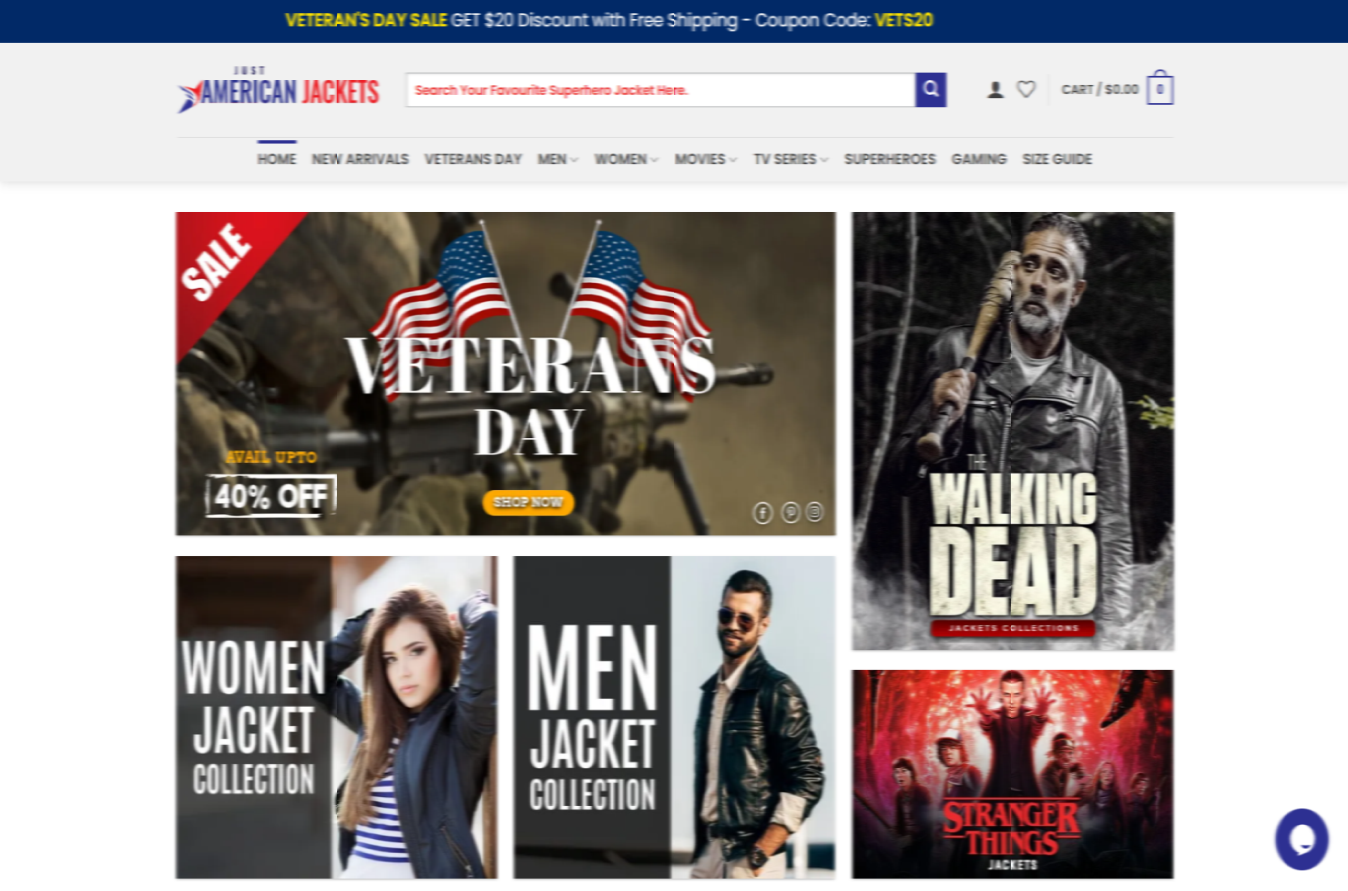 VETERAN'S DAY SALE GET $20 Discount with Free Shipping - Coupon Code: VETS20
JUST
AMERICAN JACKETS
Search Your Favourite Superhero Jacket Here.
CART / $0.00
0
HOME NEW ARRIVALS VETERANS DAY MEN WOMEN MOVIES TV SERIES SUPERHEROES GAMING SIZE GUIDE
SALE
VETERANS
DAY
AVAIL UPTO
40% OFF
SHOP NOW
THE
WALKING
DEAD
JACKETS COLLECTIONS
WOMEN
JACKET
COLLECTION
MEN
JACKET
COLLECTION
STRANGER
THINGS
JACKETS